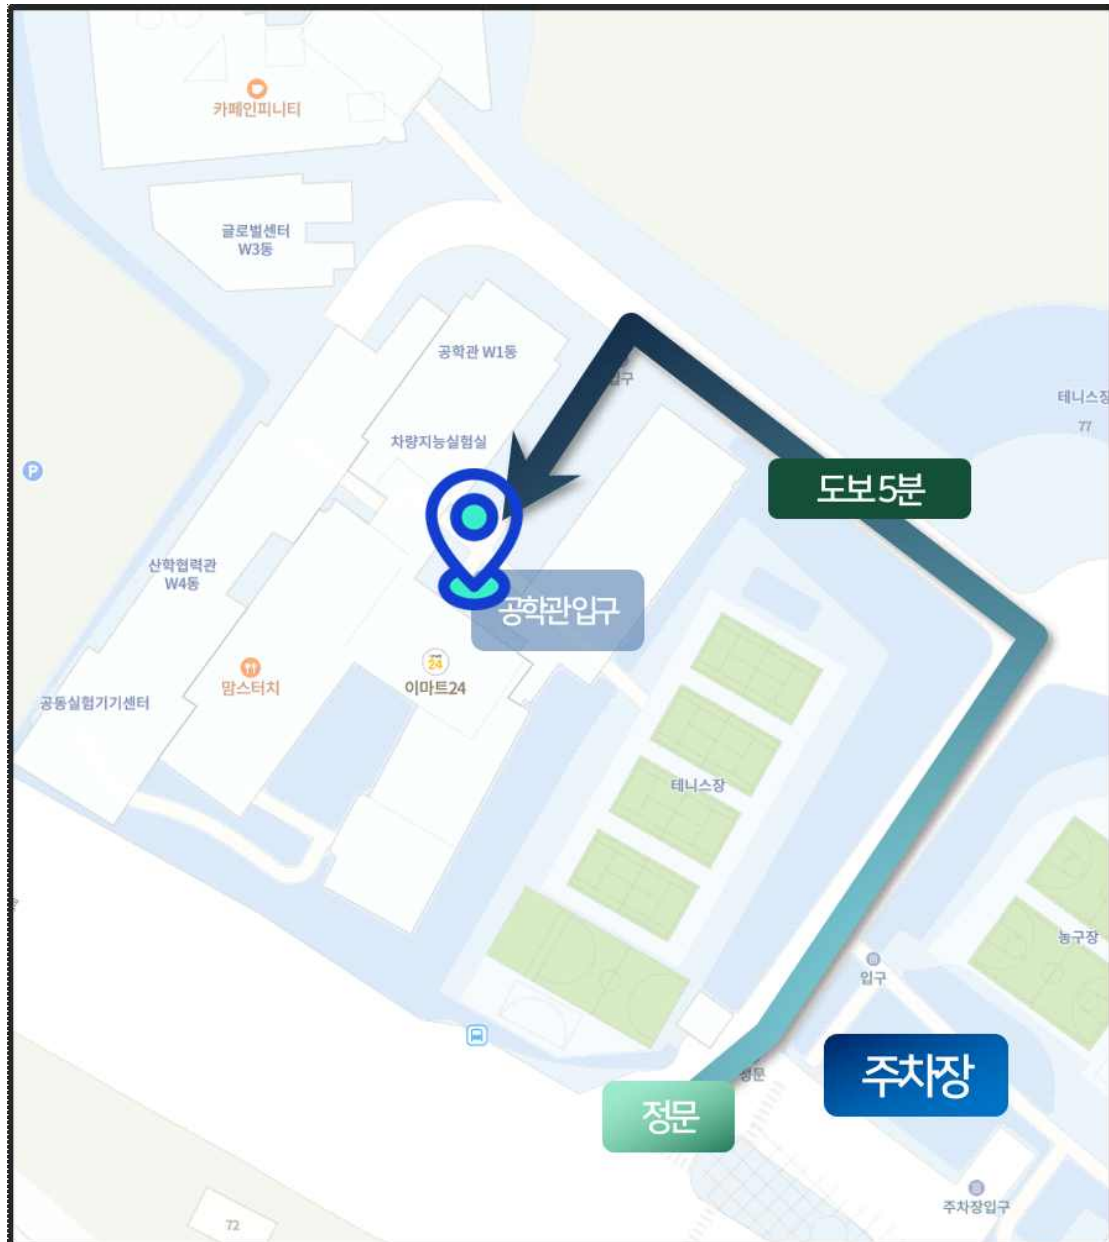 카페인피니티
글로벌센터
W3동
공학관 W1동
입구
테니스장
77
차량지능실험실
P
도보 5분
산학협력관
W4동
공학관 입구
24
이마트24
맘스터치
공동실험기기센터
테니스장
농구장
입구
주차장
정문
정문
주차장입구
72